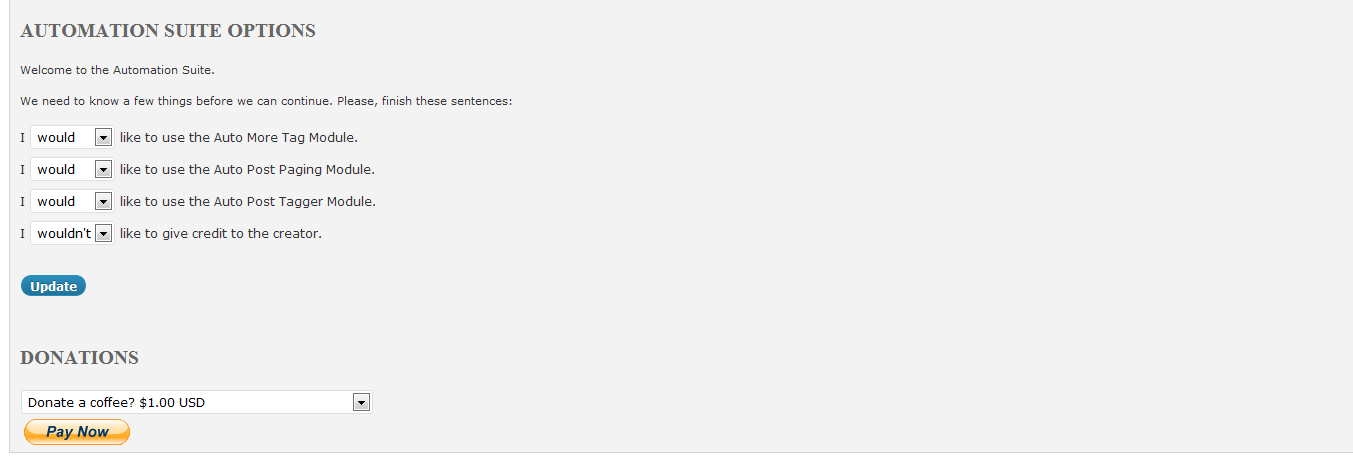 AUTOMATION SUITE OPTIONS
Welcome to the Automation Suite.
We need to know a few things before we can continue. Please, finish these sentences:
I would like to use the Auto More Tag Module.
I would like to use the Auto Post Paging Module.
I would like to use the Auto Post Tagger Module.
I wouldn't like to give credit to the creator.
Update
DONATIONS
Donate a coffee? $1.00 USD
Pay Now